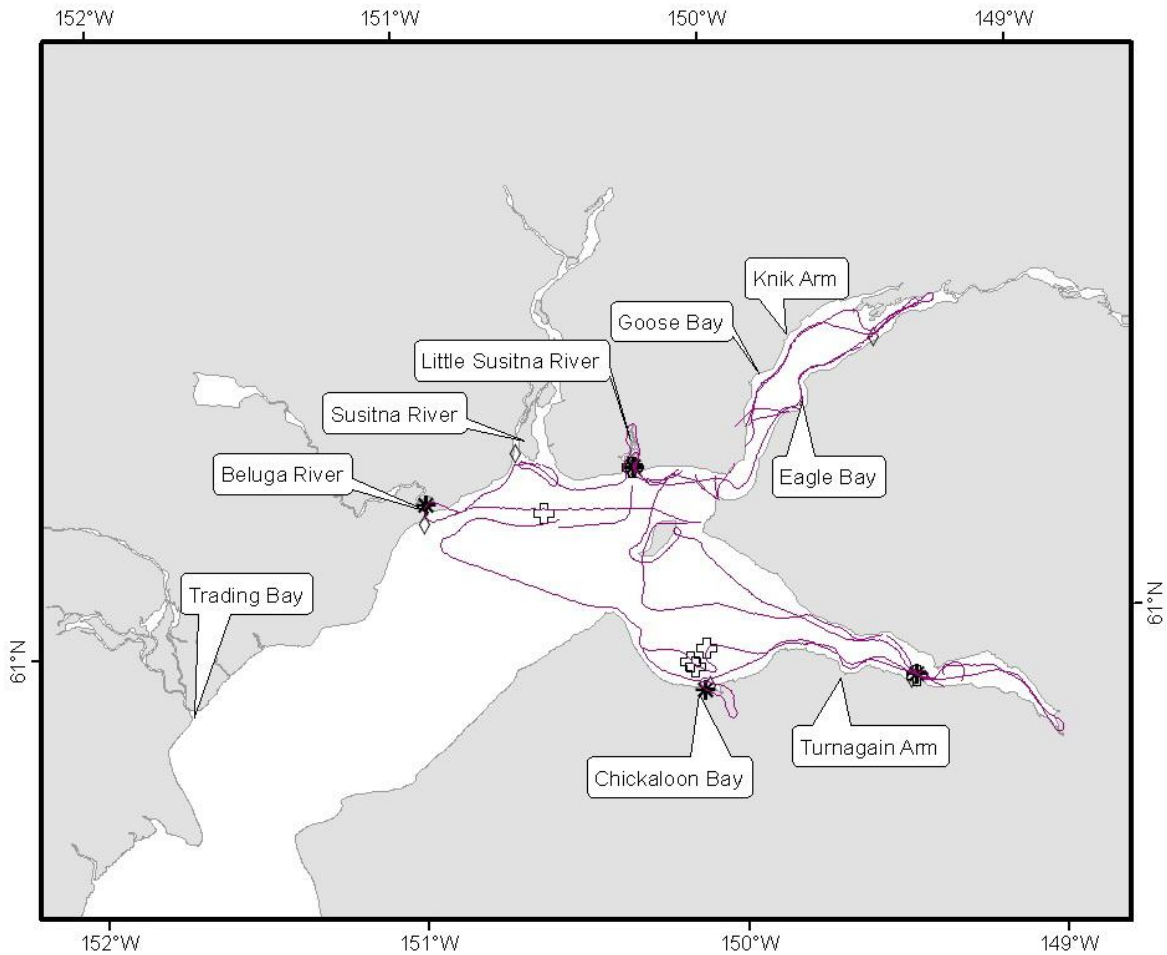 152°W
151°W
150°W
149°W
Knik Arm
Goose Bay
Little Susitna River
Susitna River
Beluga River
Eagle Bay
Trading Bay
61°N
61°N
Turnagain Arm
Chickaloon Bay
152°W
151°W
150°W
149°W